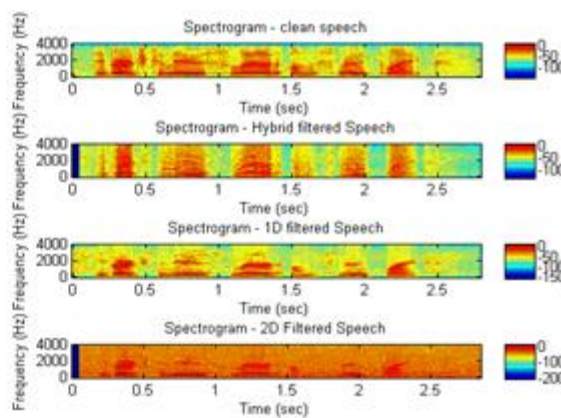 Spectrogram - clean speech
Frequency (Hz)
4000
2000
0
0 0.5 1 1.5 2 2.5
Time (sec)
0
-50
-100
Spectrogram - Hybrid filtered Speech
Frequency (Hz)
4000
2000
0
0 0.5 1 1.5 2 2.5
Time (sec)
0
-50
-100
Spectrogram - 1D filtered Speech
Frequency (Hz)
4000
2000
0
0 0.5 1 1.5 2 2.5
Time (sec)
0
-50
-100
-150
Spectrogram - 2D Filtered Speech
Frequency (Hz)
4000
2000
0
0 0.5 1 1.5 2 2.5
Time (sec)
0
-100
-200